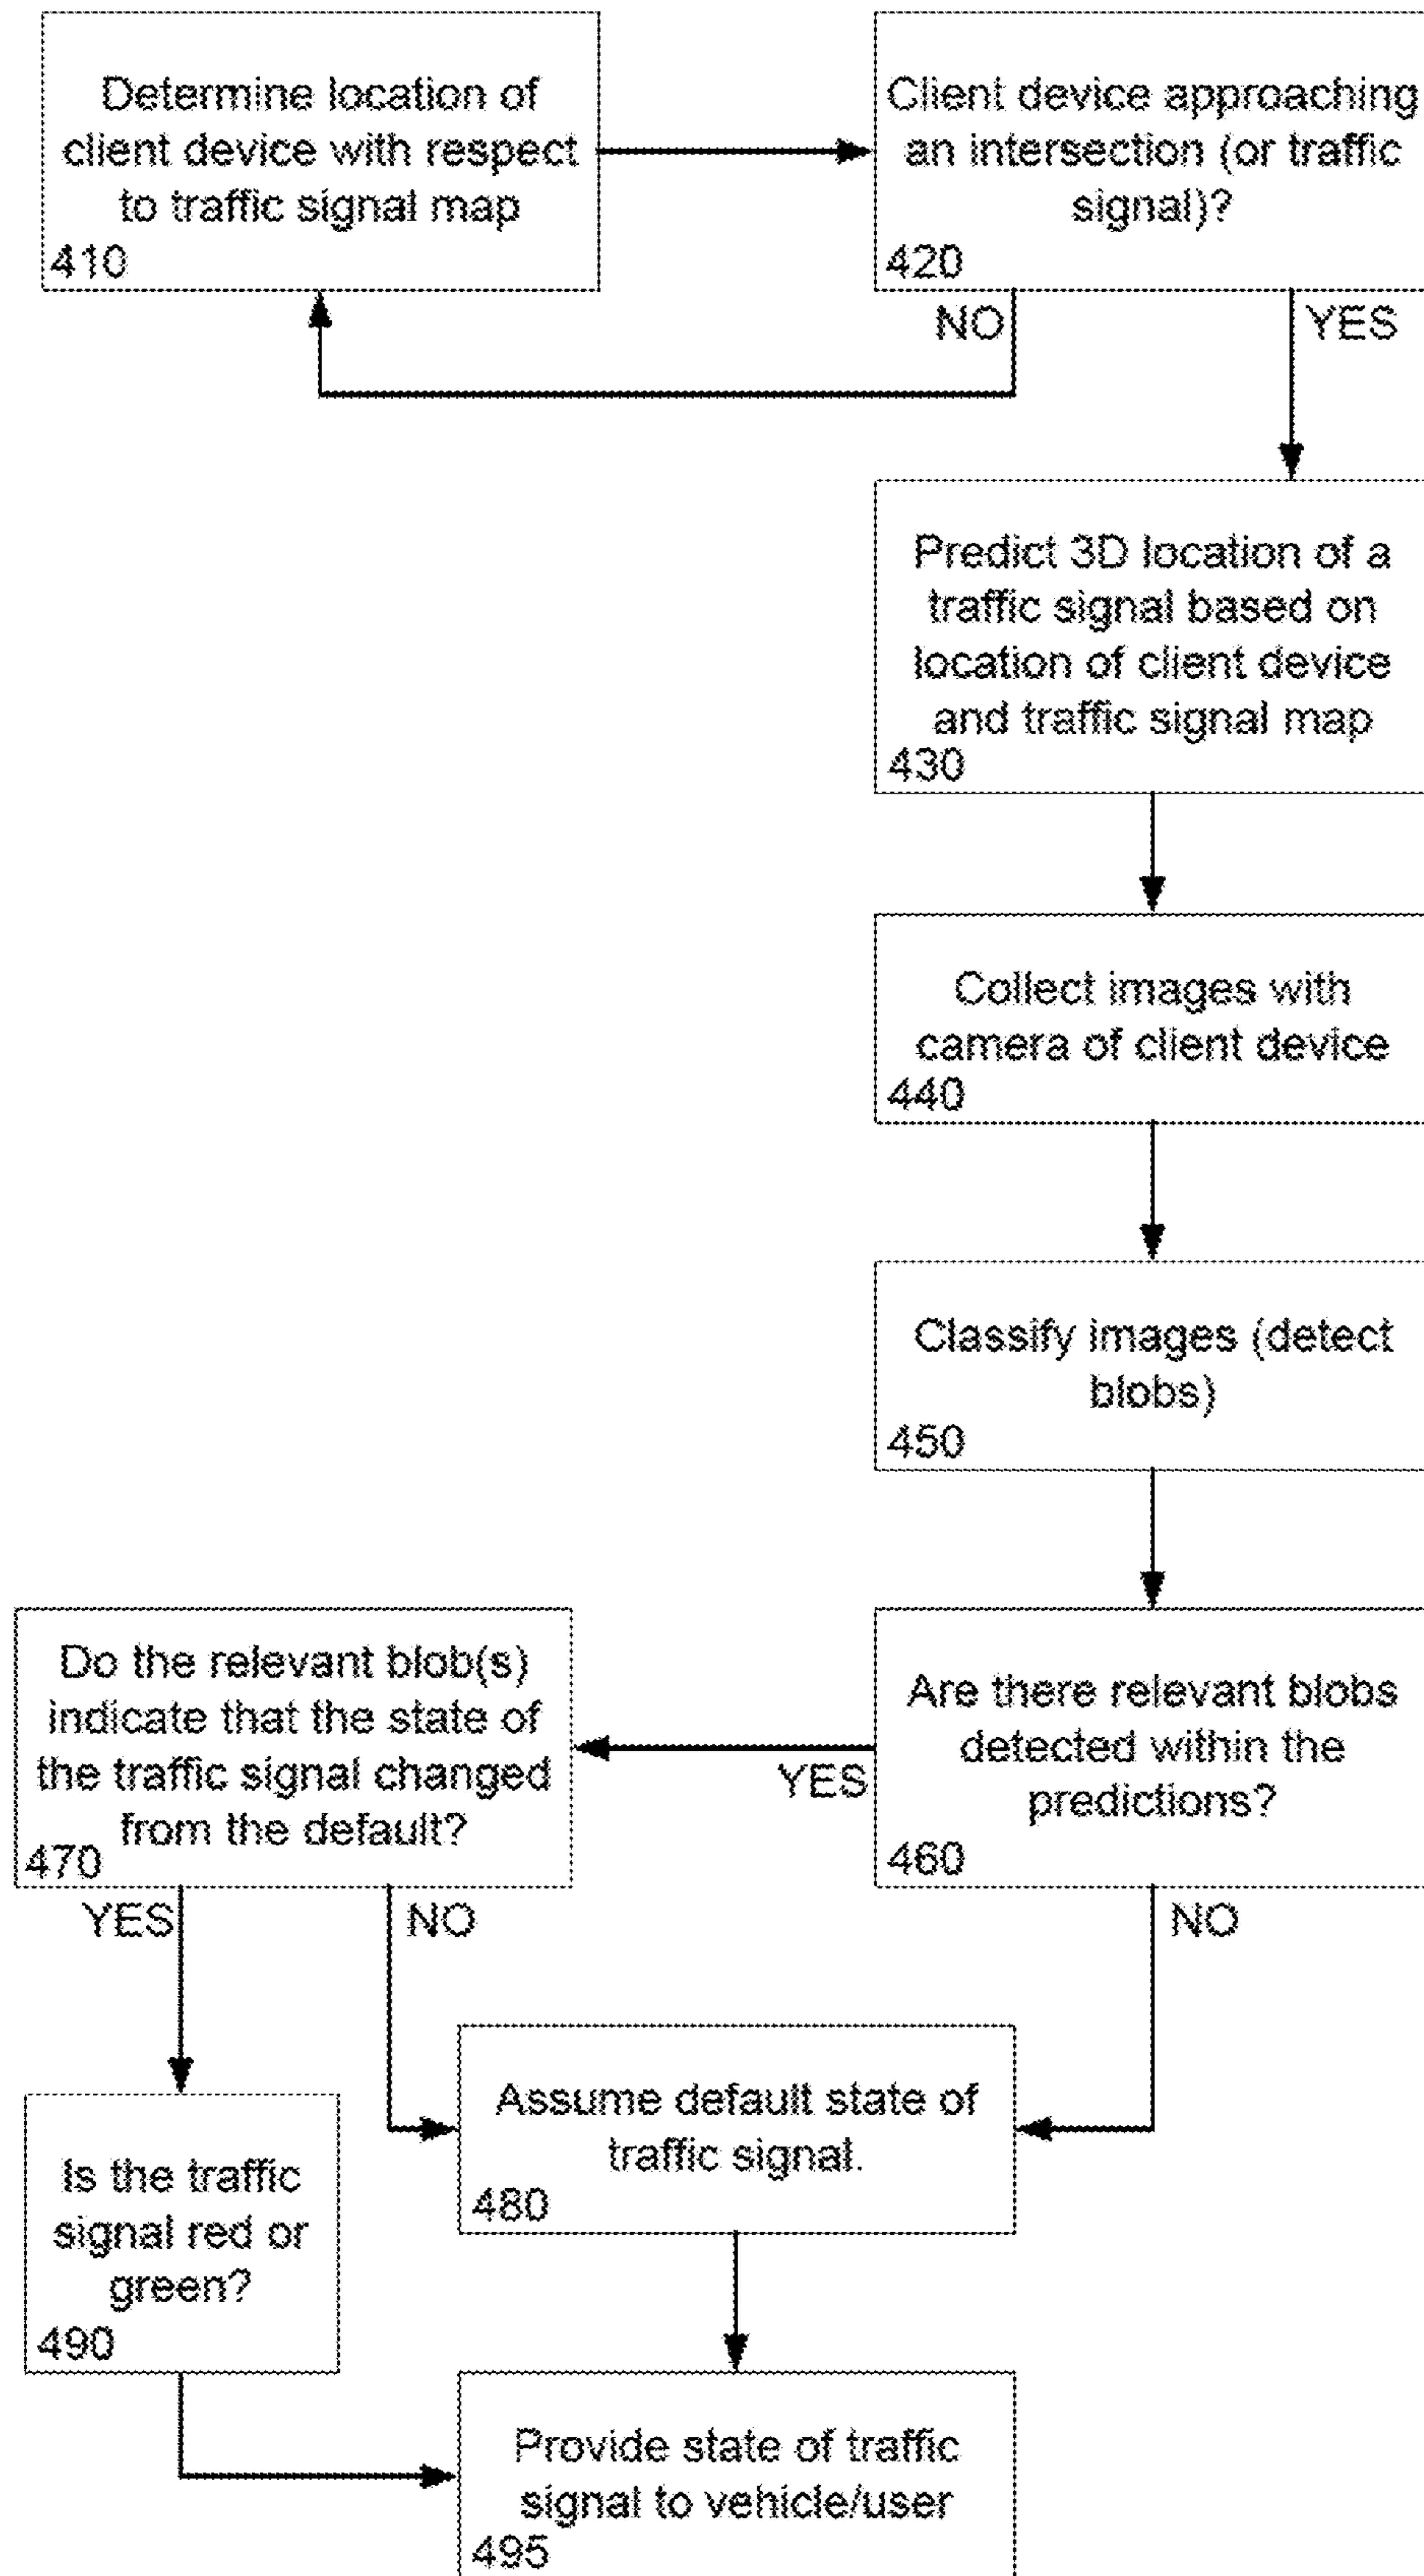 Determine location of
client device with respect
to traffic signal map
410
Client device approaching
an intersection (or traffic
signal)?
420
NO
YES
Predict 3D location of a
traffic signal based on
location of client device
and traffic signal map
430
Collect images with
camera of client device
440
Classify images (detect
blobs)
450
Are there relevant blobs
detected within the
predictions?
460
YES
NO
Do the relevant blob(s)
indicate that the state of
the traffic signal changed
from the default?
470
YES
NO
Assume default state of
traffic signal.
480
Is the traffic
signal red or
green?
490
Provide state of traffic
signal to vehicle/user
495